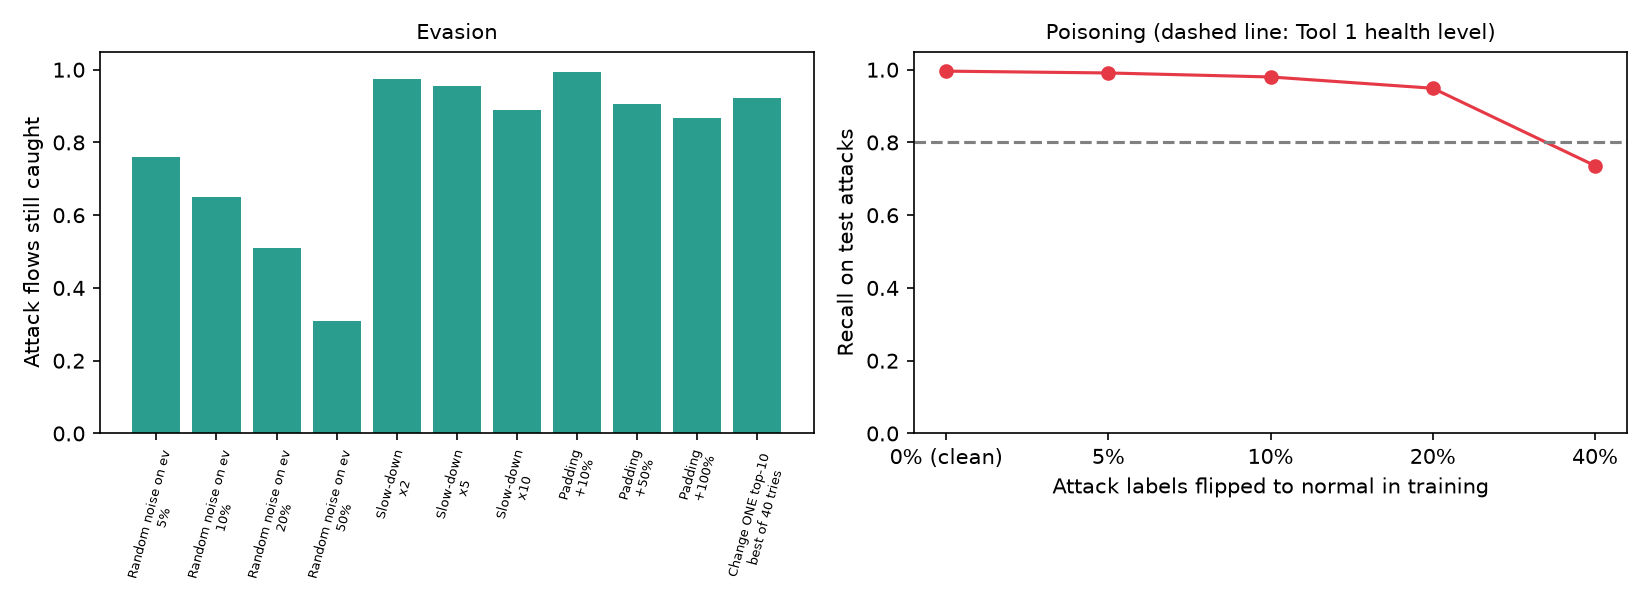 Evasion
Attack flows still caught
1.0
0.8
0.6
0.4
0.2
0.0
Random noise on ev
5%
Random noise on ev
10%
Random noise on ev
20%
Random noise on ev
50%
Slow-down
x2
Slow-down
x5
Slow-down
x10
Padding
+10%
Padding
+50%
Padding
+100%
Change ONE top-10
best of 40 tries
Poisoning (dashed line: Tool 1 health level)
Recall on test attacks
1.0
0.8
0.6
0.4
0.2
0.0
0% (clean)
5%
10%
20%
40%
Attack labels flipped to normal in training